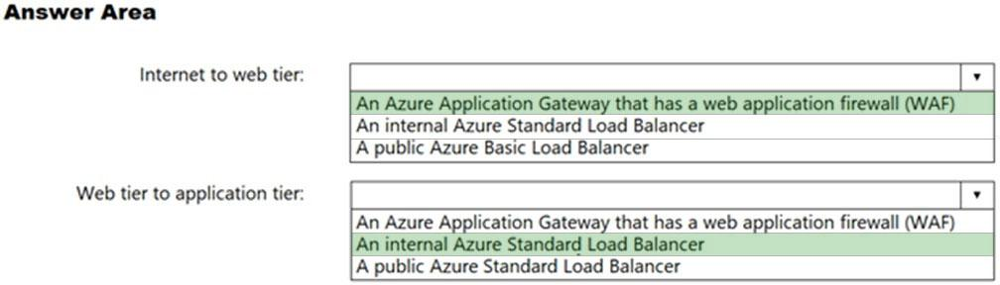 Answer Area
Internet to web tier:
An Azure Application Gateway that has a web application firewall (WAF)
An internal Azure Standard Load Balancer
A public Azure Basic Load Balancer
Web tier to application tier:
An Azure Application Gateway that has a web application firewall (WAF)
An internal Azure Standard Load Balancer
A public Azure Standard Load Balancer